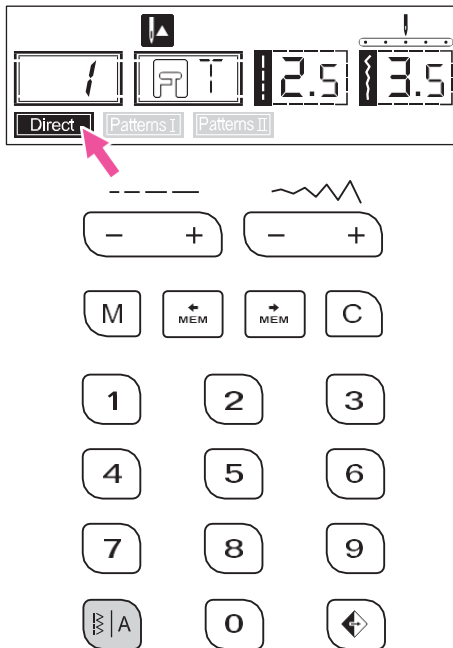 1 T 2.5 3.5
Direct Patterns I Patterns II
− + − +
M MEM MEM C
1 2 3
4 5 6
7 8 9
A 0